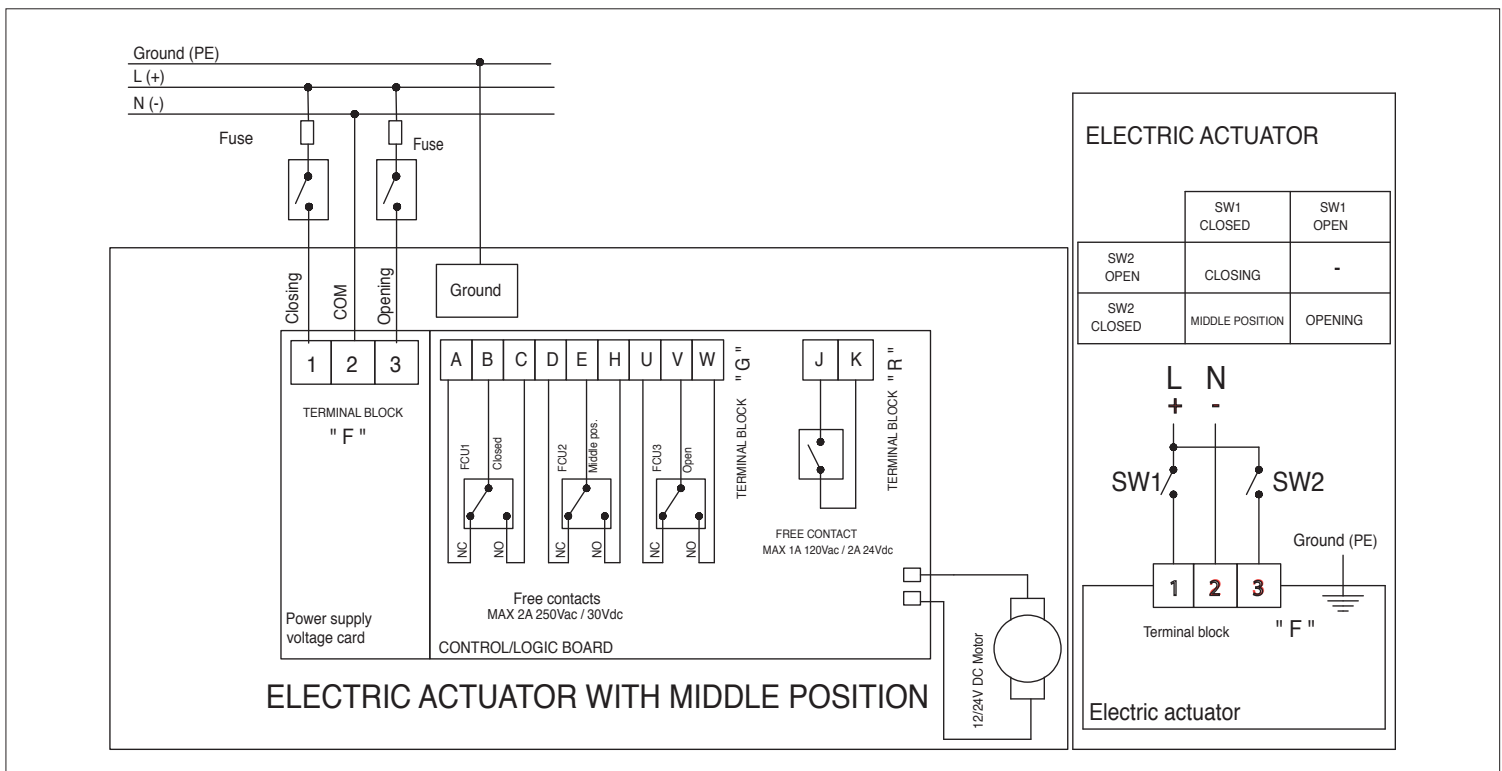 Ground (PE)
L (+)
N (-)
Fuse
Fuse
Closing
COM
Opening
Ground
1 2 3
TERMINAL BLOCK
" F "
A B C D E H U V W
TERMINAL BLOCK " G "
J K
TERMINAL BLOCK " R "
FCU1
Closed
FCU2
Middle pos.
FCU3
Open
NC
NO
NC
NO
NC
NO
FREE CONTACT
MAX 1A 120Vac / 2A 24Vdc
Free contacts
MAX 2A 250Vac / 30Vdc
Power supply
voltage card
CONTROL/LOGIC BOARD
12/24V DC Motor
ELECTRIC ACTUATOR WITH MIDDLE POSITION
ELECTRIC ACTUATOR
SW1
CLOSED
SW1
OPEN
SW2
OPEN
CLOSING
-
SW2
CLOSED
MIDDLE POSITION
OPENING
L N
+ -
SW1
SW2
Ground (PE)
1 2 3
Terminal block
" F "
Electric actuator